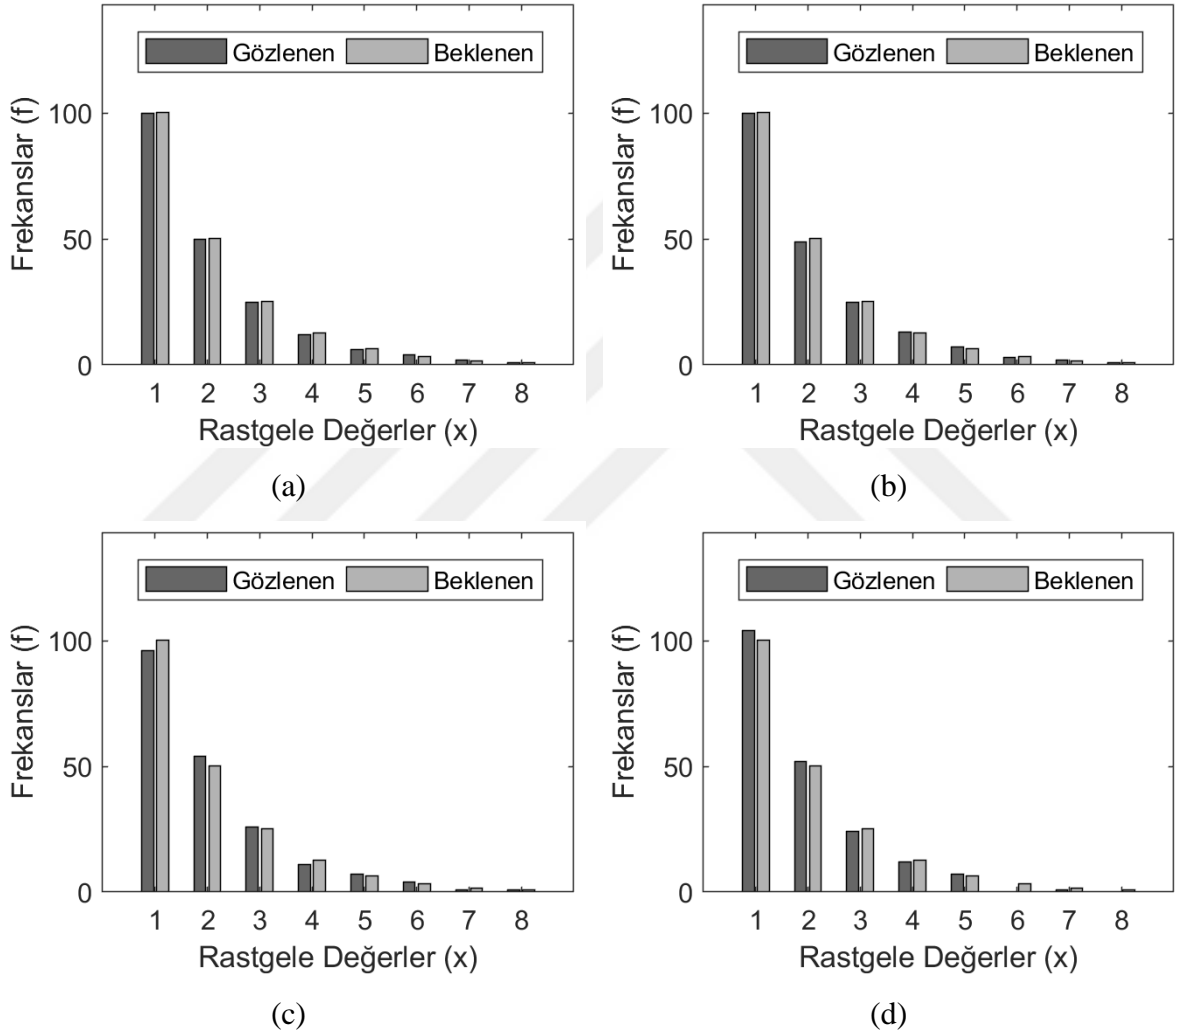 Gözlenen Beklenen
Frekanslar (f)
100
50
0
1 2 3 4 5 6 7 8
Rastgele Değerler (x)
(a)
Gözlenen Beklenen
Frekanslar (f)
100
50
0
1 2 3 4 5 6 7 8
Rastgele Değerler (x)
(b)
Gözlenen Beklenen
Frekanslar (f)
100
50
0
1 2 3 4 5 6 7 8
Rastgele Değerler (x)
(c)
Gözlenen Beklenen
Frekanslar (f)
100
50
0
1 2 3 4 5 6 7 8
Rastgele Değerler (x)
(d)